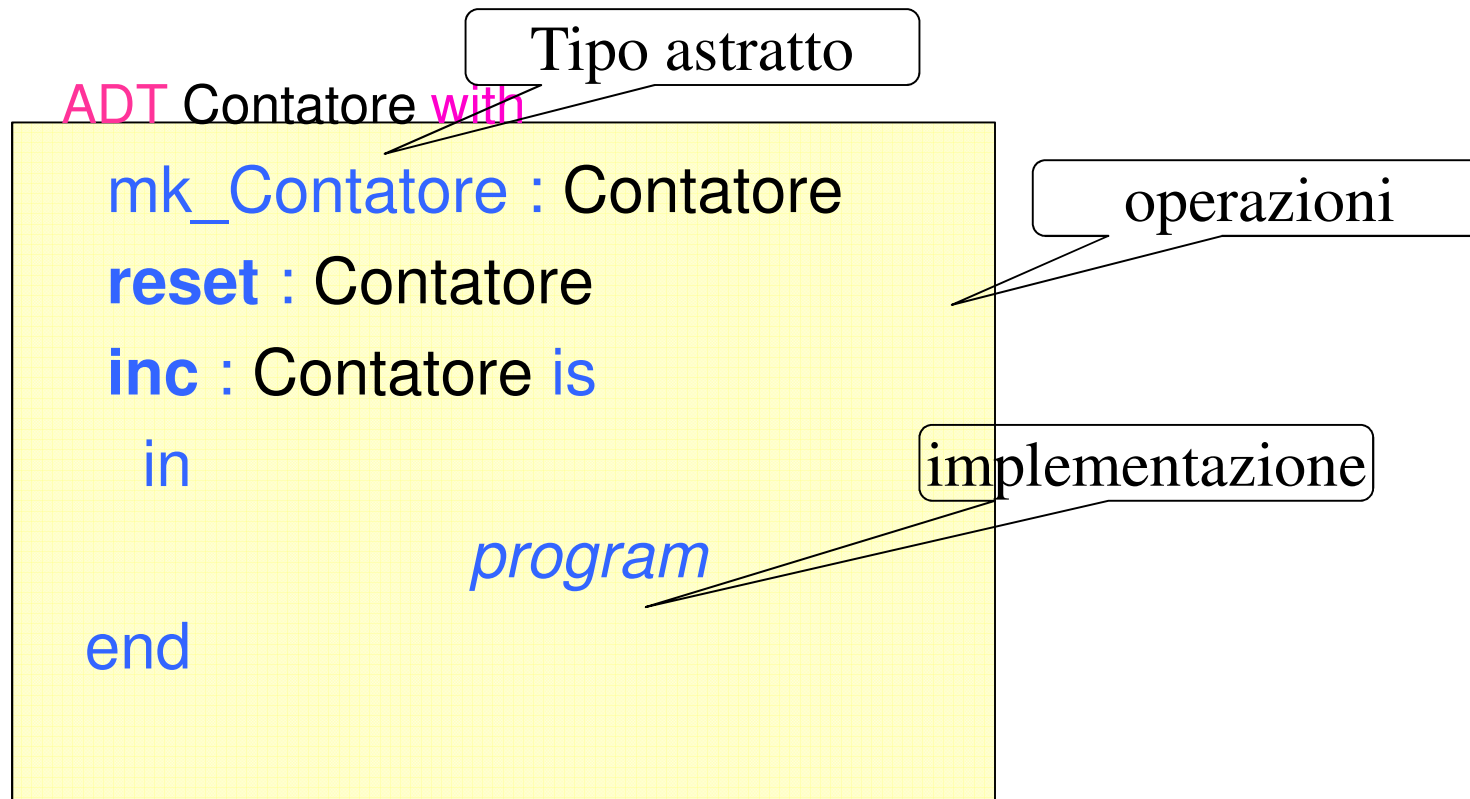 Tipo astratto
ADT Contatore with
mk_Contatore : Contatore
operazioni
reset : Contatore
inc : Contatore is
in
implementazione
program
end